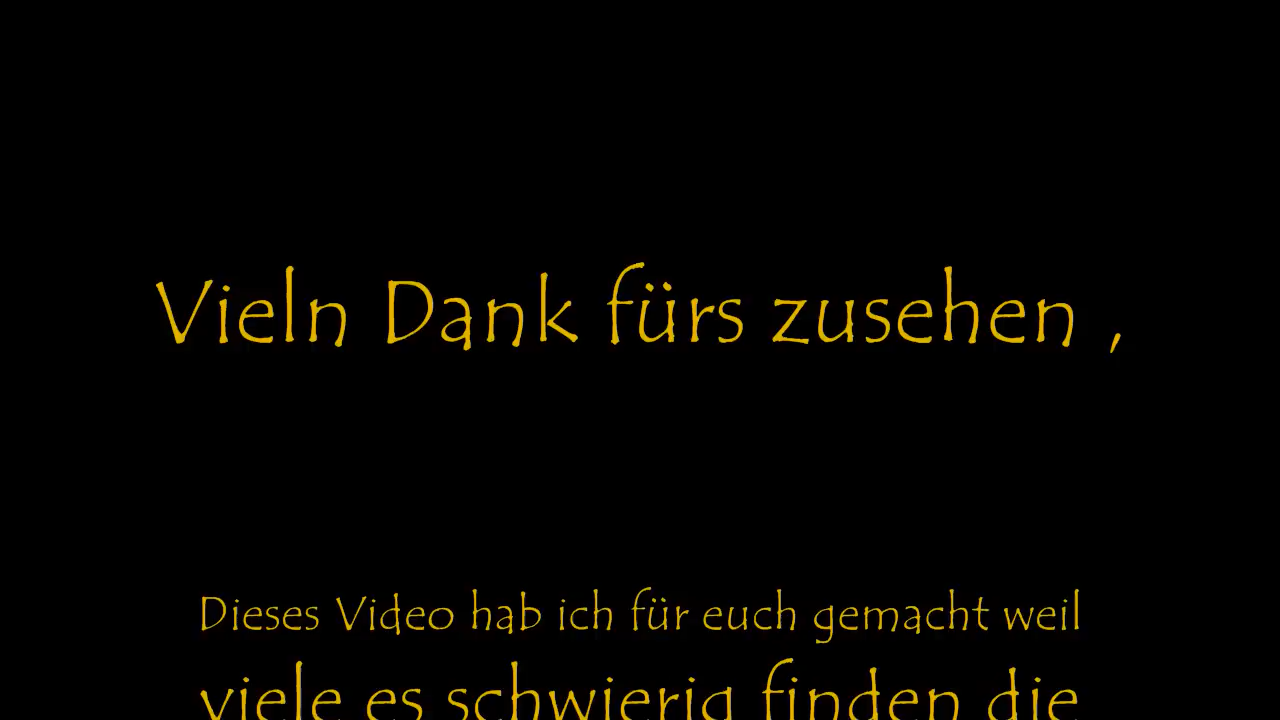 Vieln Dank fürs zusehen ,
Dieses Video hab ich für euch gemacht weil
viele es schwierig finden die